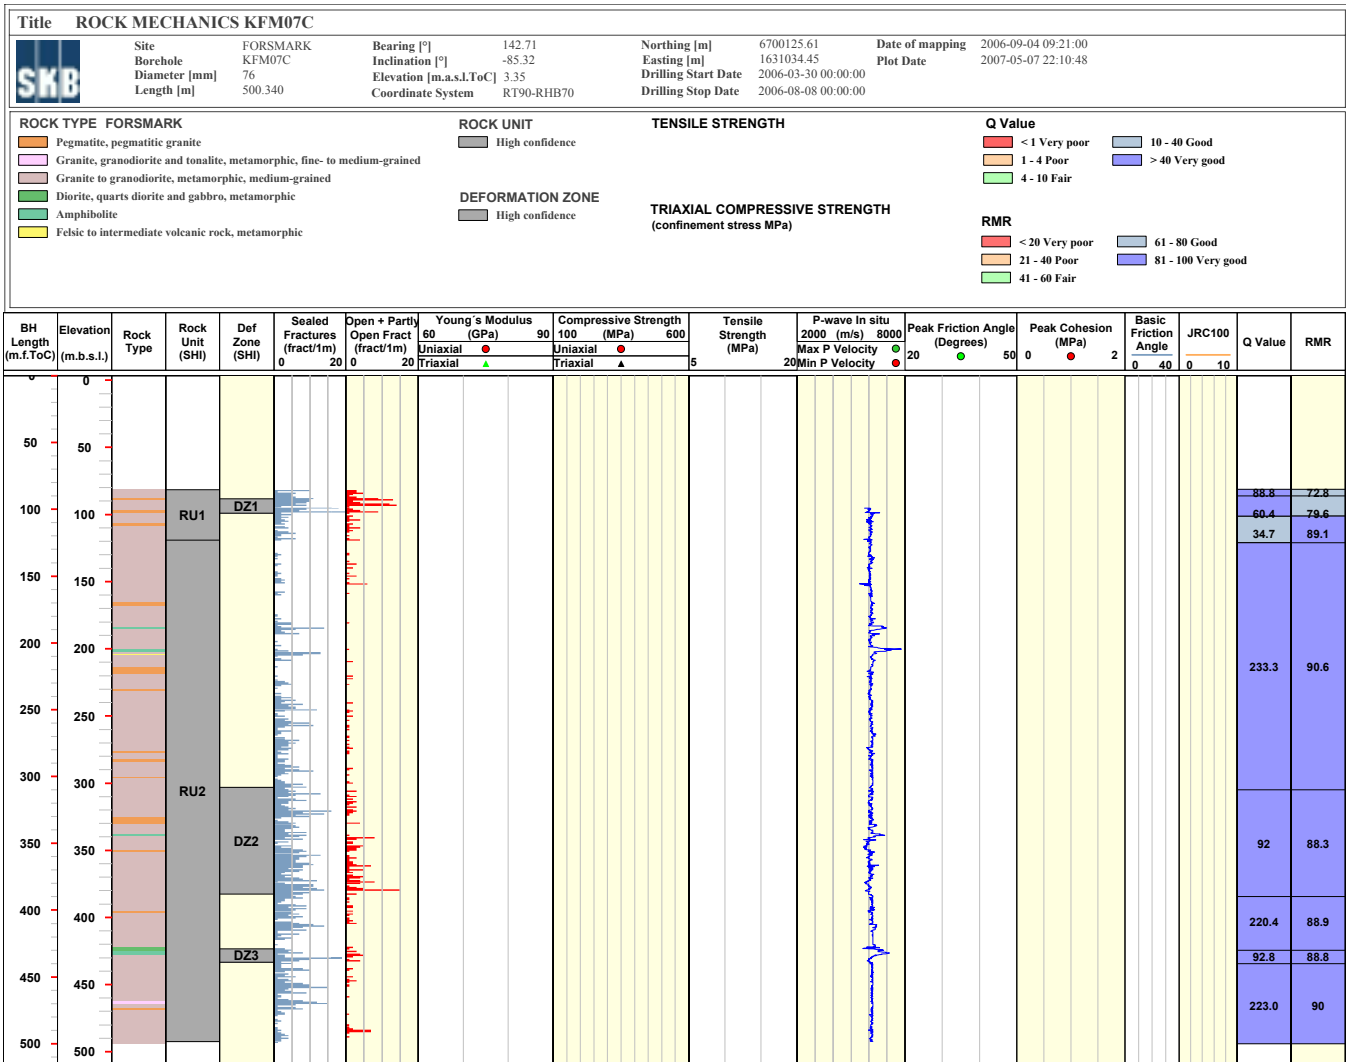 Title ROCK MECHANICS KFM07C
SKB
Site FORSMARK Bearing [°] 142.71 Northing [m] 6700125.61 Date of mapping 2006-09-04 09:21:00
Borehole KFM07C Inclination [°] -85.32 Easting [m] 1631034.45 Plot Date 2007-05-07 22:10:48
Diameter [mm] 76 Elevation [m.a.s.l.ToC] 3.35 Drilling Start Date 2006-03-30 00:00:00
Length [m] 500.340 Coordinate System RT90-RHB70 Drilling Stop Date 2006-08-08 00:00:00
ROCK TYPE FORSMARK
Pegmatite, pegmatitic granite
Granite, granodiorite and tonalite, metamorphic, fine- to medium-grained
Granite to granodiorite, metamorphic, medium-grained
Diorite, quarts diorite and gabbro, metamorphic
Amphibolite
Felsic to intermediate volcanic rock, metamorphic
ROCK UNIT
High confidence
DEFORMATION ZONE
High confidence
TENSILE STRENGTH
TRIAXIAL COMPRESSIVE STRENGTH
(confinement stress MPa)
Q Value
< 1 Very poor 10 - 40 Good
1 - 4 Poor > 40 Very good
4 - 10 Fair
RMR
< 20 Very poor 61 - 80 Good
21 - 40 Poor 81 - 100 Very good
41 - 60 Fair
BH
Length
(m.f.ToC)
Elevation
(m.b.s.l.)
Rock
Type
Rock
Unit
(SHI)
Def
Zone
(SHI)
Sealed
Fractures
(fract/1m)
0 20
Open + Partly
Open Fract
(fract/1m)
0 20
Young´s Modulus
60 (GPa) 90
Uniaxial
Triaxial
Compressive Strength
100 (MPa) 600
Uniaxial
Triaxial
Tensile
Strength
(MPa)
5 20
P-wave In situ
2000 (m/s) 8000
Max P Velocity
Min P Velocity
Peak Friction Angle
(Degrees)
20 50
Peak Cohesion
(MPa)
0 2
Basic
Friction
Angle
0 40
JRC100
0 10
Q Value
RMR
0
50
100
150
200
250
300
350
400
450
500
0
50
100
150
200
250
300
350
400
450
500
RU1
RU2
DZ1
DZ2
DZ3
88.8 72.8
60.4 79.6
34.7 89.1
233.3 90.6
92 88.3
220.4 88.9
92.8 88.8
223.0 90